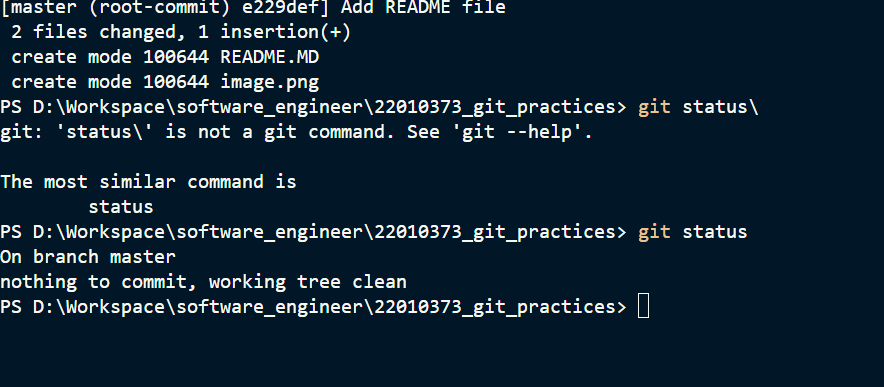 [master (root-commit) e229def] Add README file
 2 files changed, 1 insertion(+)
 create mode 100644 README.MD
 create mode 100644 image.png
PS D:\Workspace\software_engineer\22010373_git_practices> git status\
git: 'status\' is not a git command. See 'git --help'.

The most similar command is
        status
PS D:\Workspace\software_engineer\22010373_git_practices> git status
On branch master
nothing to commit, working tree clean
PS D:\Workspace\software_engineer\22010373_git_practices>